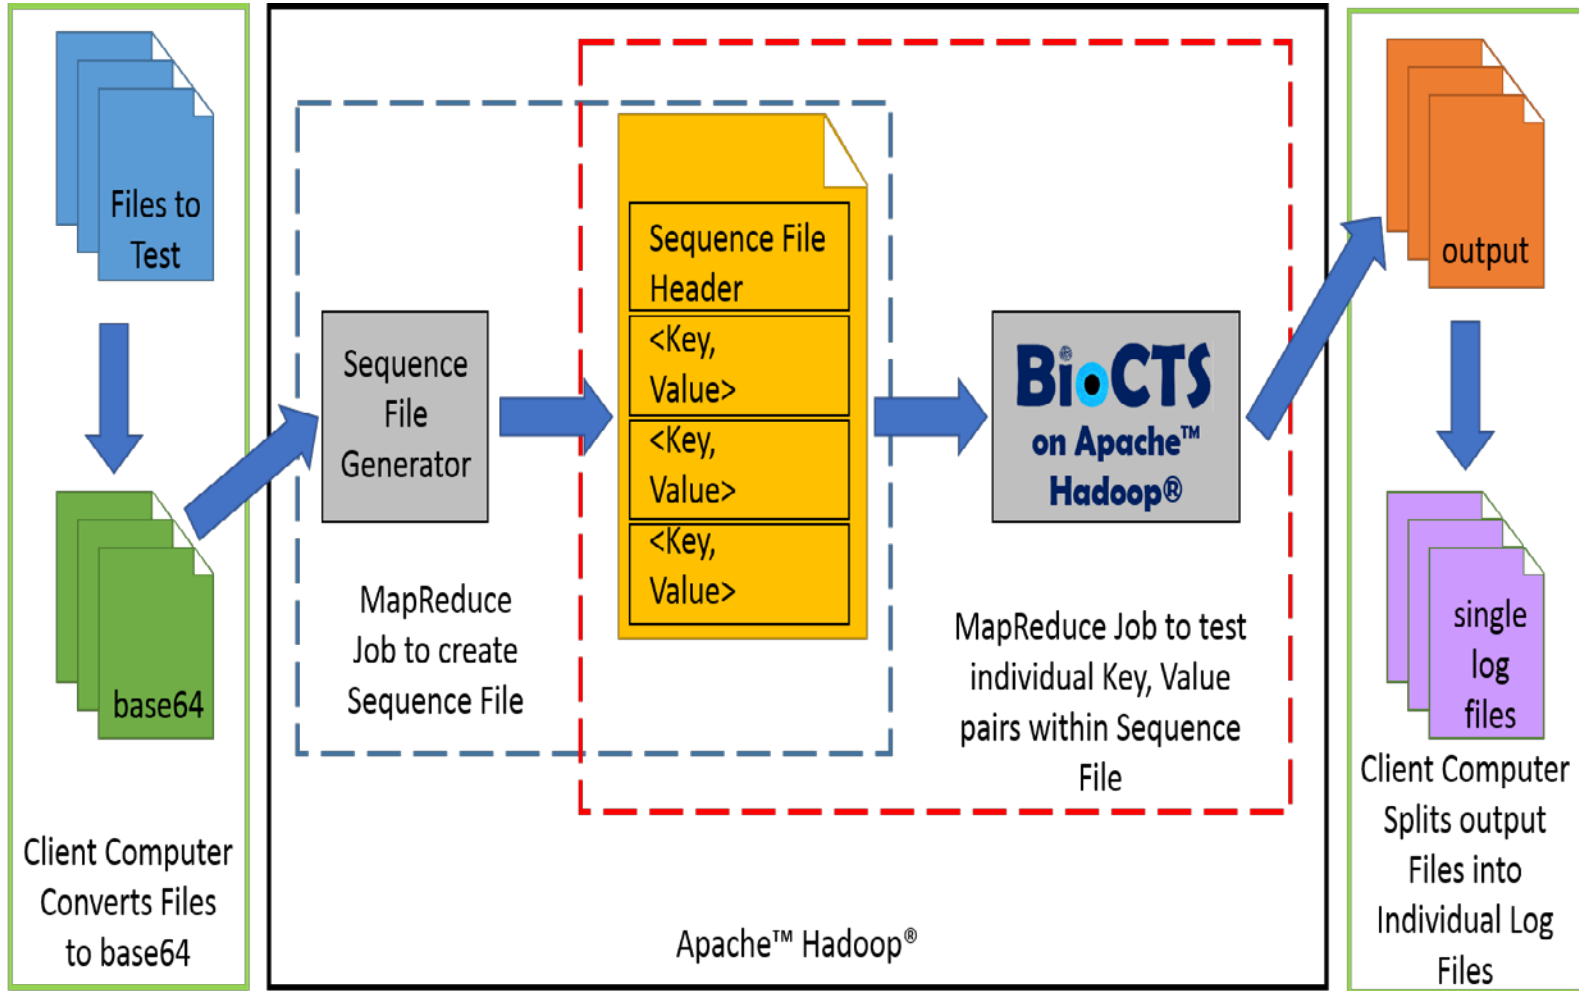 Files to
Test
base64
Client Computer
Converts Files
to base64
Sequence
File
Generator
MapReduce
Job to create
Sequence File
Sequence File
Header
<Key,
Value>
<Key,
Value>
<Key,
Value>
BioCTS
on Apache™
Hadoop®
MapReduce Job to test
individual Key, Value
pairs within Sequence
File
Apache™ Hadoop®
output
single
log
files
Client Computer
Splits output
Files into
Individual Log
Files